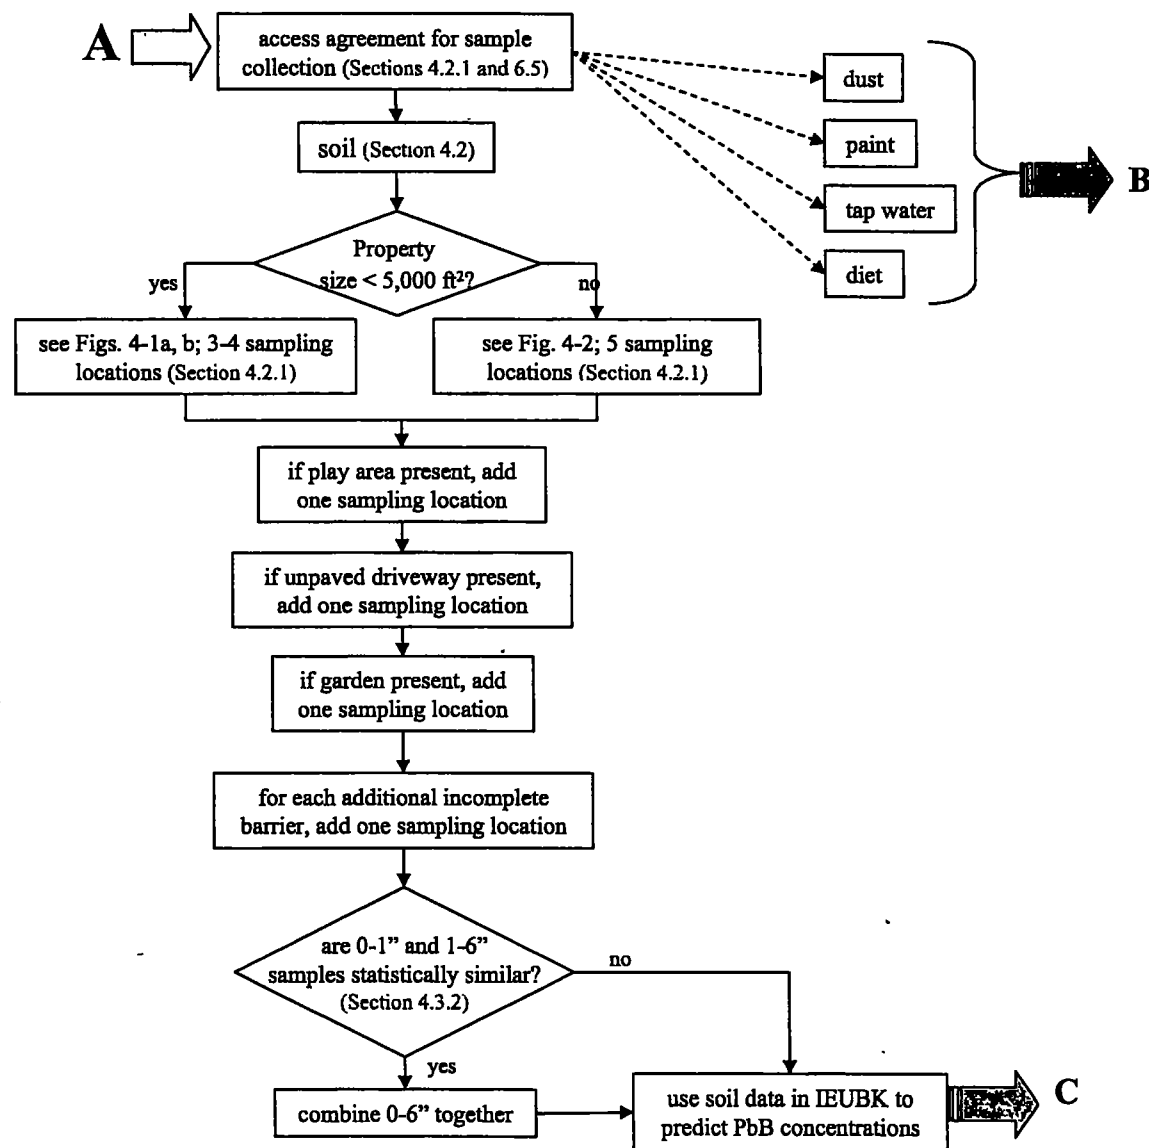 A
access agreement for sample
collection (Sections 4.2.1 and 6.5)
dust
paint
tap water
diet
B
soil (Section 4.2)
Property
size < 5,000 ft²?
yes
no
see Figs. 4-1a, b; 3-4 sampling
locations (Section 4.2.1)
see Fig. 4-2; 5 sampling
locations (Section 4.2.1)
if play area present, add
one sampling location
if unpaved driveway present,
add one sampling location
if garden present, add
one sampling location
for each additional incomplete
barrier, add one sampling location
are 0-1” and 1-6”
samples statistically similar?
(Section 4.3.2)
no
yes
combine 0-6” together
use soil data in IEUBK to
predict PbB concentrations
C